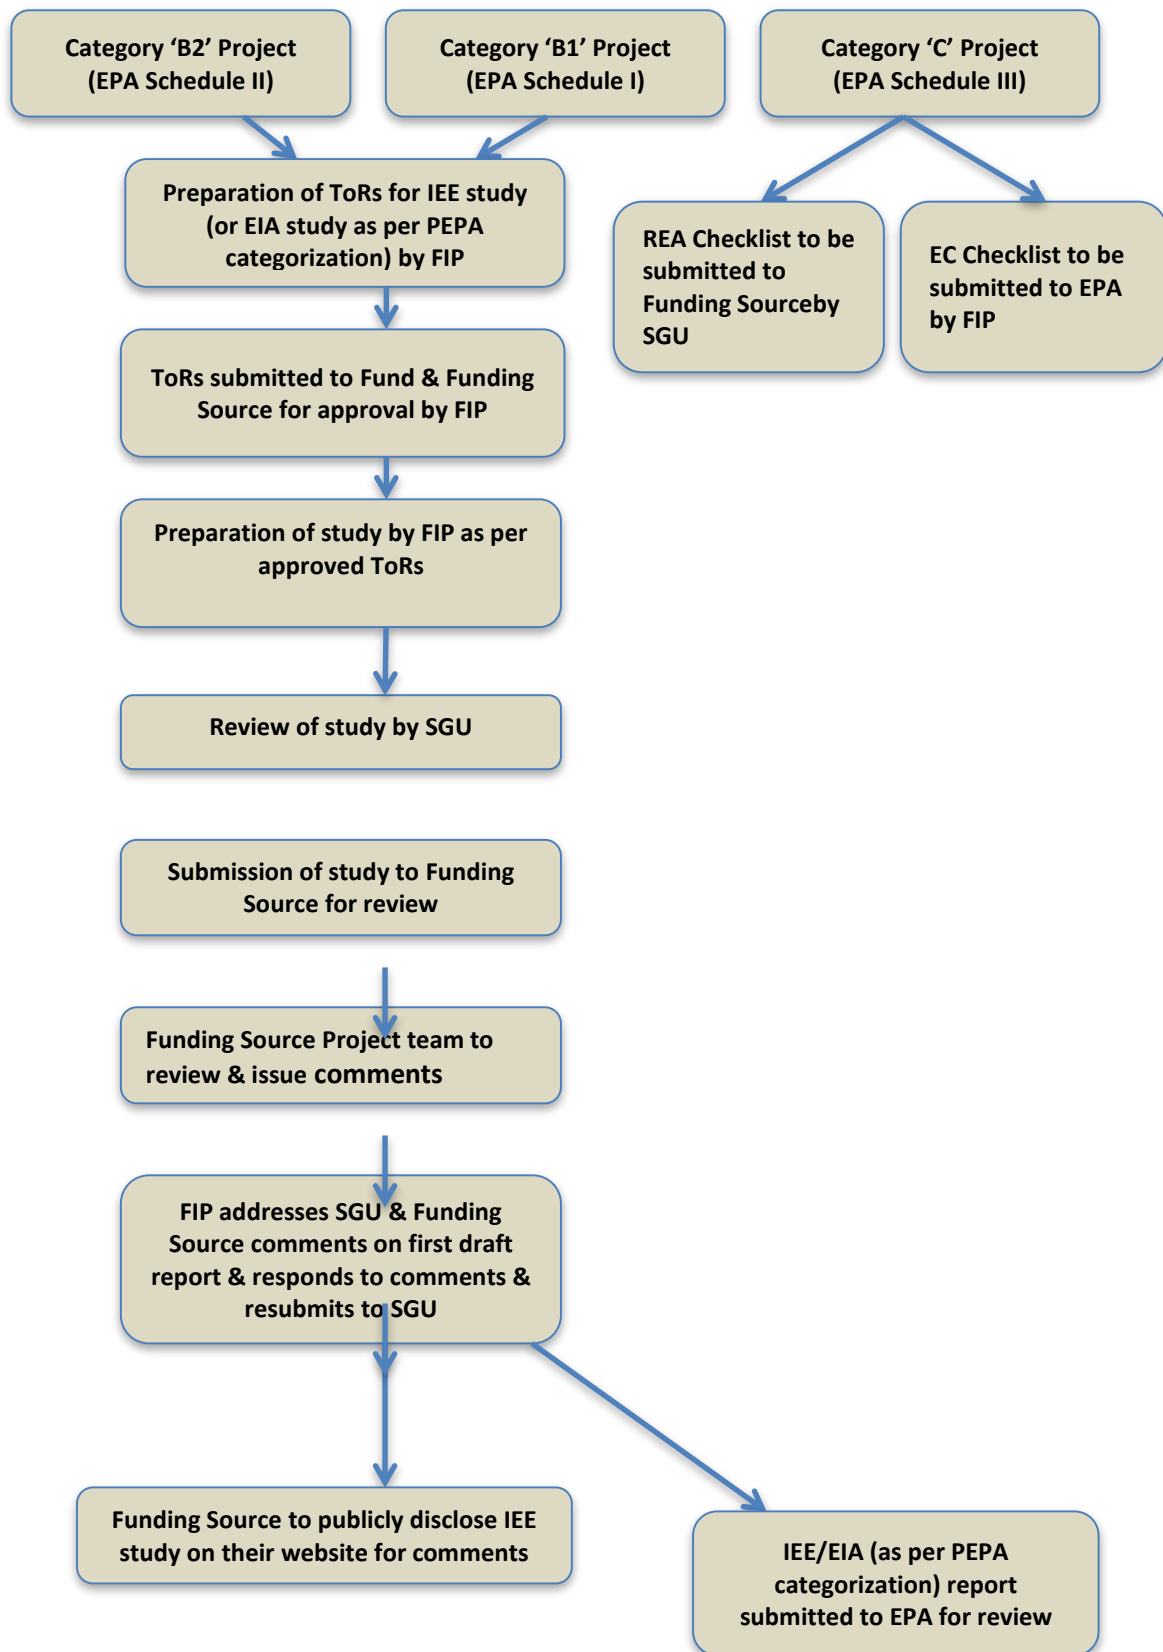 Category ‘B2’ Project
(EPA Schedule II)
Category ‘B1’ Project
(EPA Schedule I)
Category ‘C’ Project
(EPA Schedule III)
Preparation of ToRs for IEE study
(or EIA study as per PEPA
categorization) by FIP
REA Checklist to be
submitted to
Funding Sourceby
SGU
EC Checklist to be
submitted to EPA
by FIP
ToRs submitted to Fund & Funding
Source for approval by FIP
Preparation of study by FIP as per
approved ToRs
Review of study by SGU
Submission of study to Funding
Source for review
Funding Source Project team to
review & issue comments
FIP addresses SGU & Funding
Source comments on first draft
report & responds to comments &
resubmits to SGU
Funding Source to publicly disclose IEE
study on their website for comments
IEE/EIA (as per PEPA
categorization) report
submitted to EPA for review